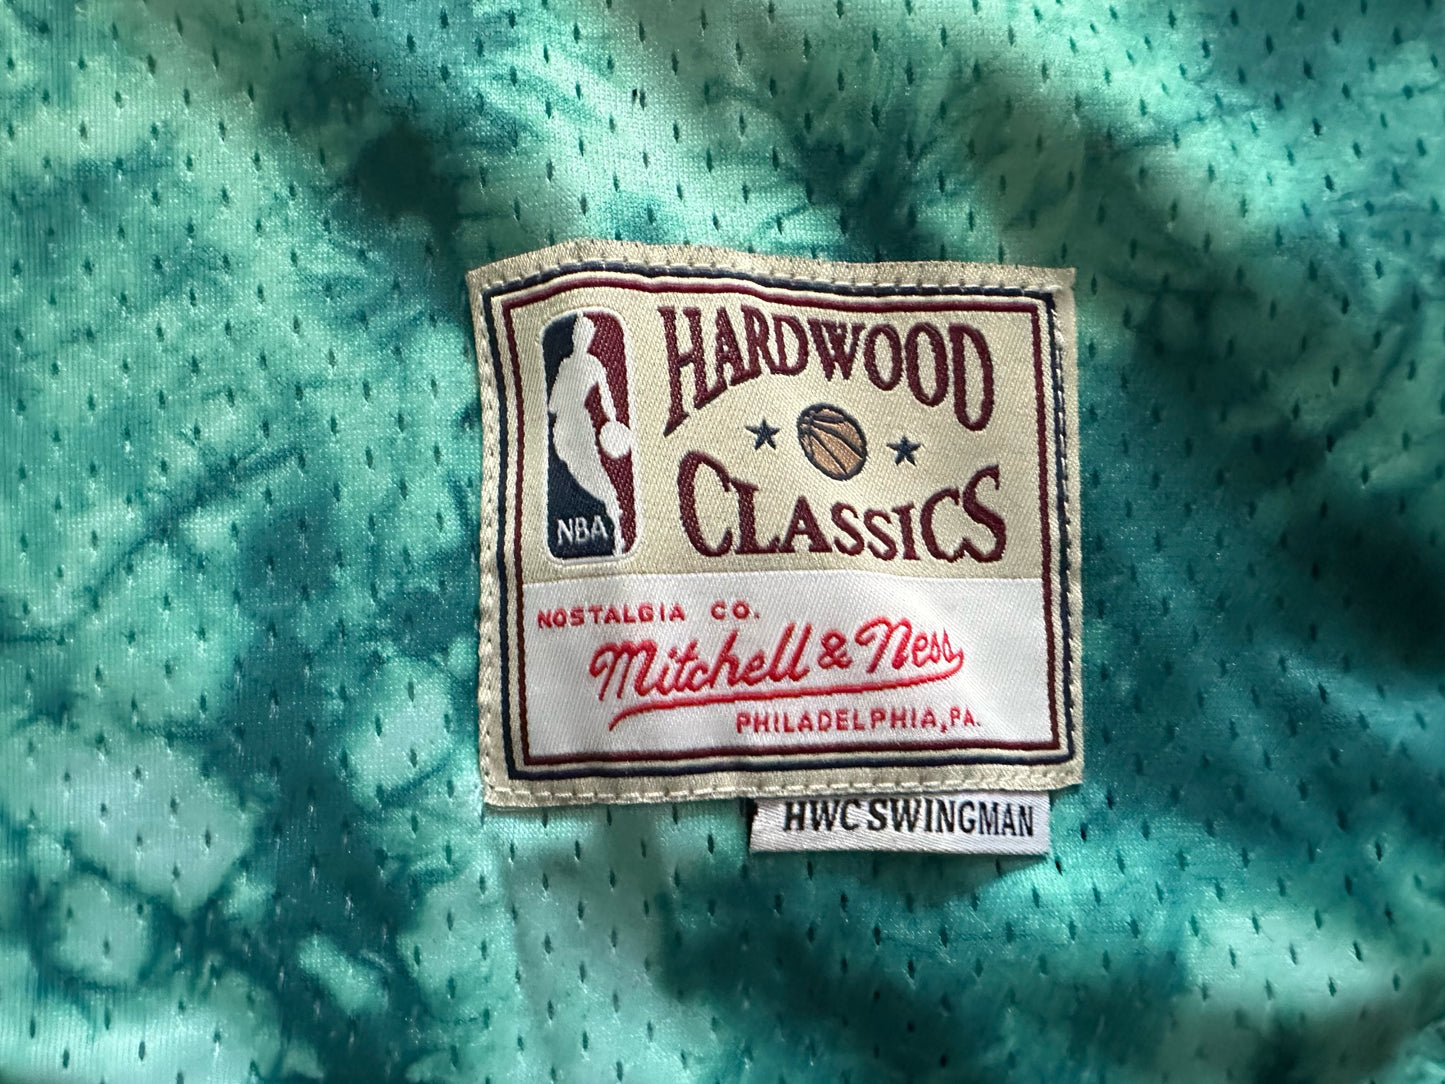 HARDWOOD
CLASSICS
NBA
NOSTALGIA CO.
Mitchell & Ness
PHILADELPHIA, PA.
HWC SWINGMAN